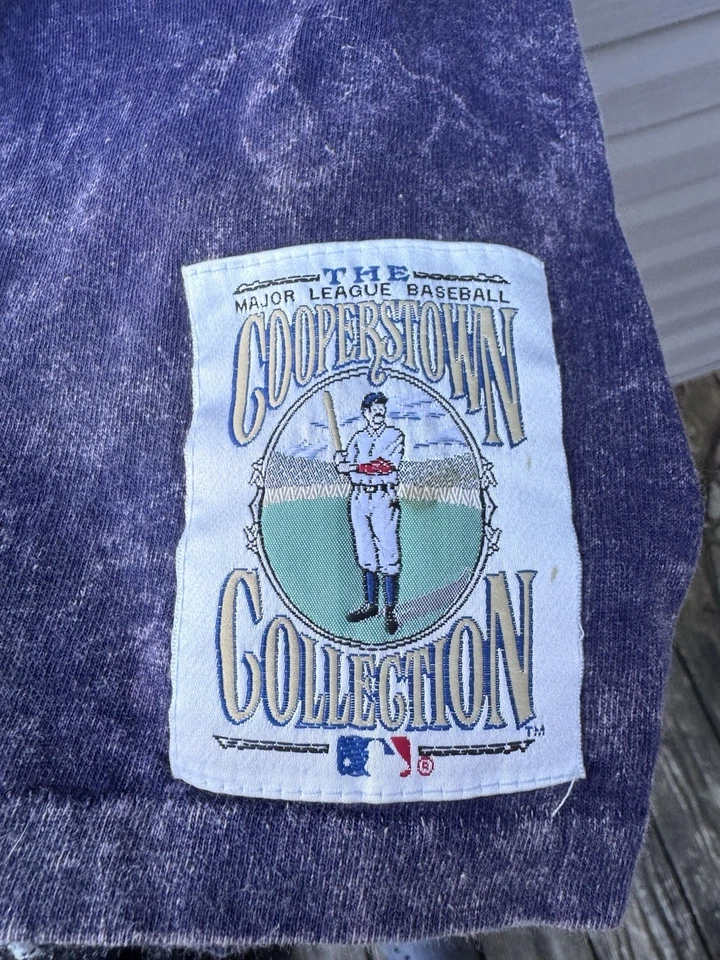 THE
MAJOR LEAGUE BASEBALL
COOPERSTOWN
COLLECTION
TM
®